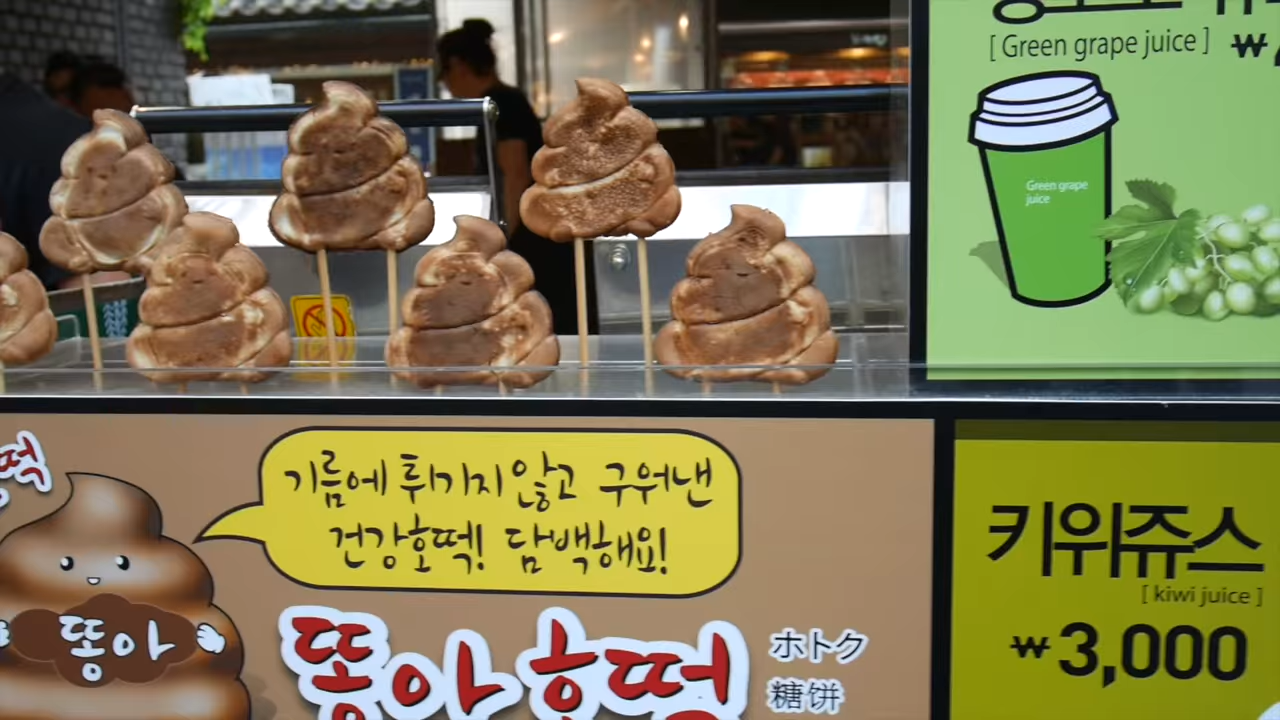 [ Green grape juice ]
₩
Green grape
juice
떡
기름에 튀기지않고 구워낸
건강호떡! 담백해요!
똥아
똥아호떡
ホトク
糖饼
키위쥬스
[ kiwi juice ]
₩3,000